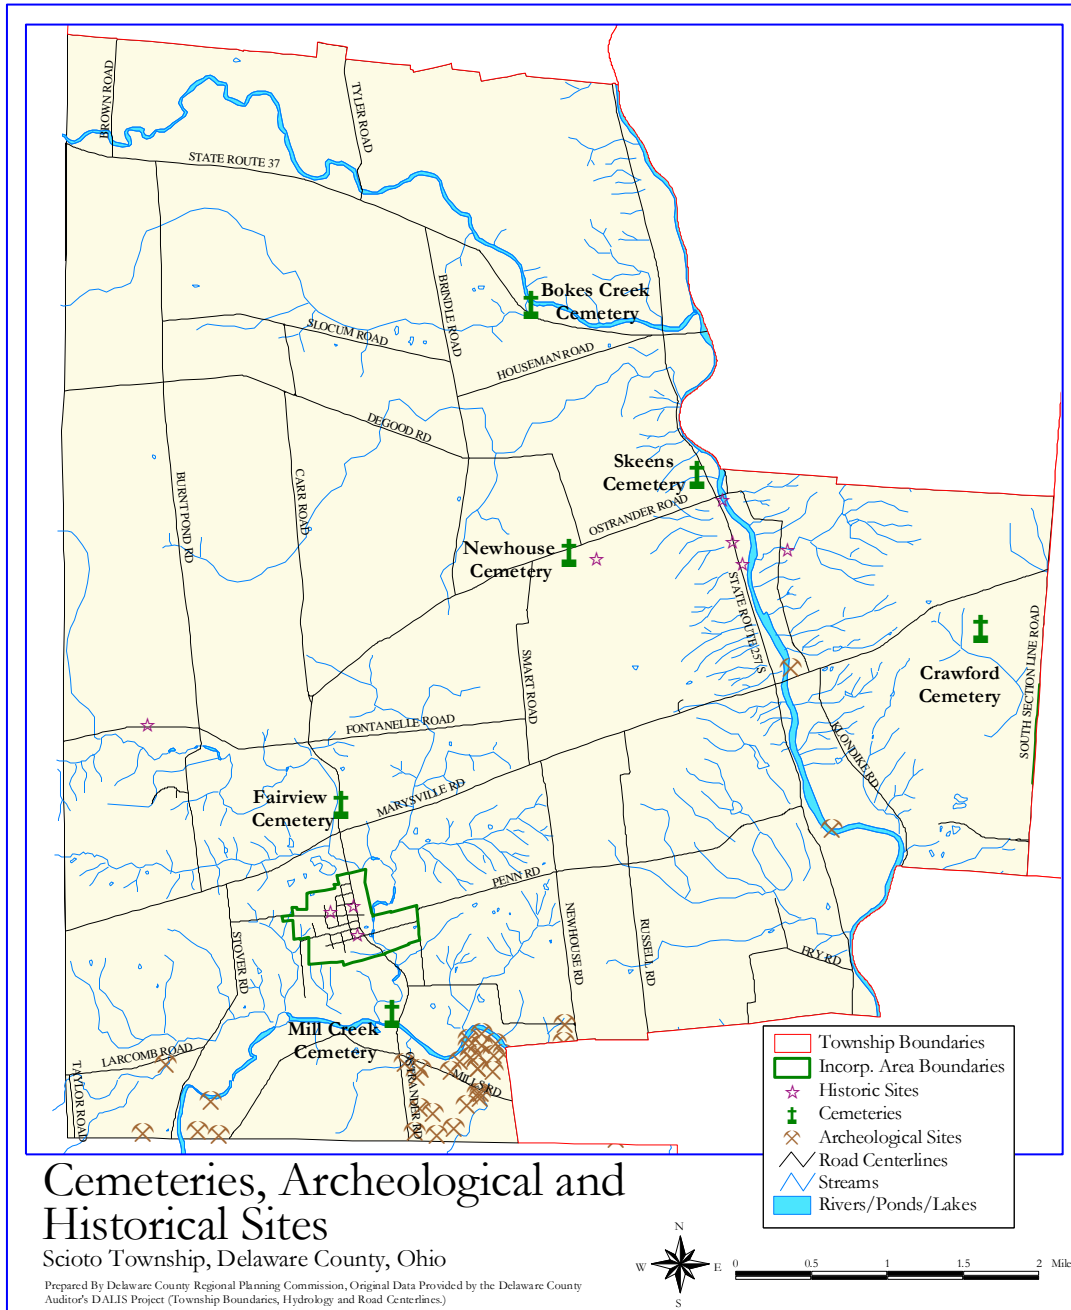 BROWN ROAD
TYLER ROAD
STATE ROUTE 37
BRINDLE ROAD
Bokes Creek
Cemetery
SLOCUM ROAD
HOUSEMAN ROAD
DEGOOD RD
Skeens
Cemetery
BURNT POND RD
CARR ROAD
OSTRANDER ROAD
Newhouse
Cemetery
STATE ROUTE 257 S
SOUTH SECTION LINE ROAD
Crawford
Cemetery
SMART ROAD
FONTANELLE ROAD
KLONDIKE RD
Fairview
Cemetery
MARYSVILLE RD
PENN RD
STOVER RD
NEWHOUSE RD
RUSSELL RD
FRY RD
Mill Creek
Cemetery
LARCOMB ROAD
TAYLOR ROAD
OSTRANDER RD
MILLS RD
Township Boundaries
Incorp. Area Boundaries
Historic Sites
Cemeteries
Archeological Sites
Road Centerlines
Streams
Rivers/Ponds/Lakes
Cemeteries, Archeological and
Historical Sites
Scioto Township, Delaware County, Ohio
Prepared By Delaware County Regional Planning Commission, Original Data Provided by the Delaware County
Auditor's DALIS Project (Township Boundaries, Hydrology and Road Centerlines.)
N
W E
S
0 0.5 1 1.5 2 Mile